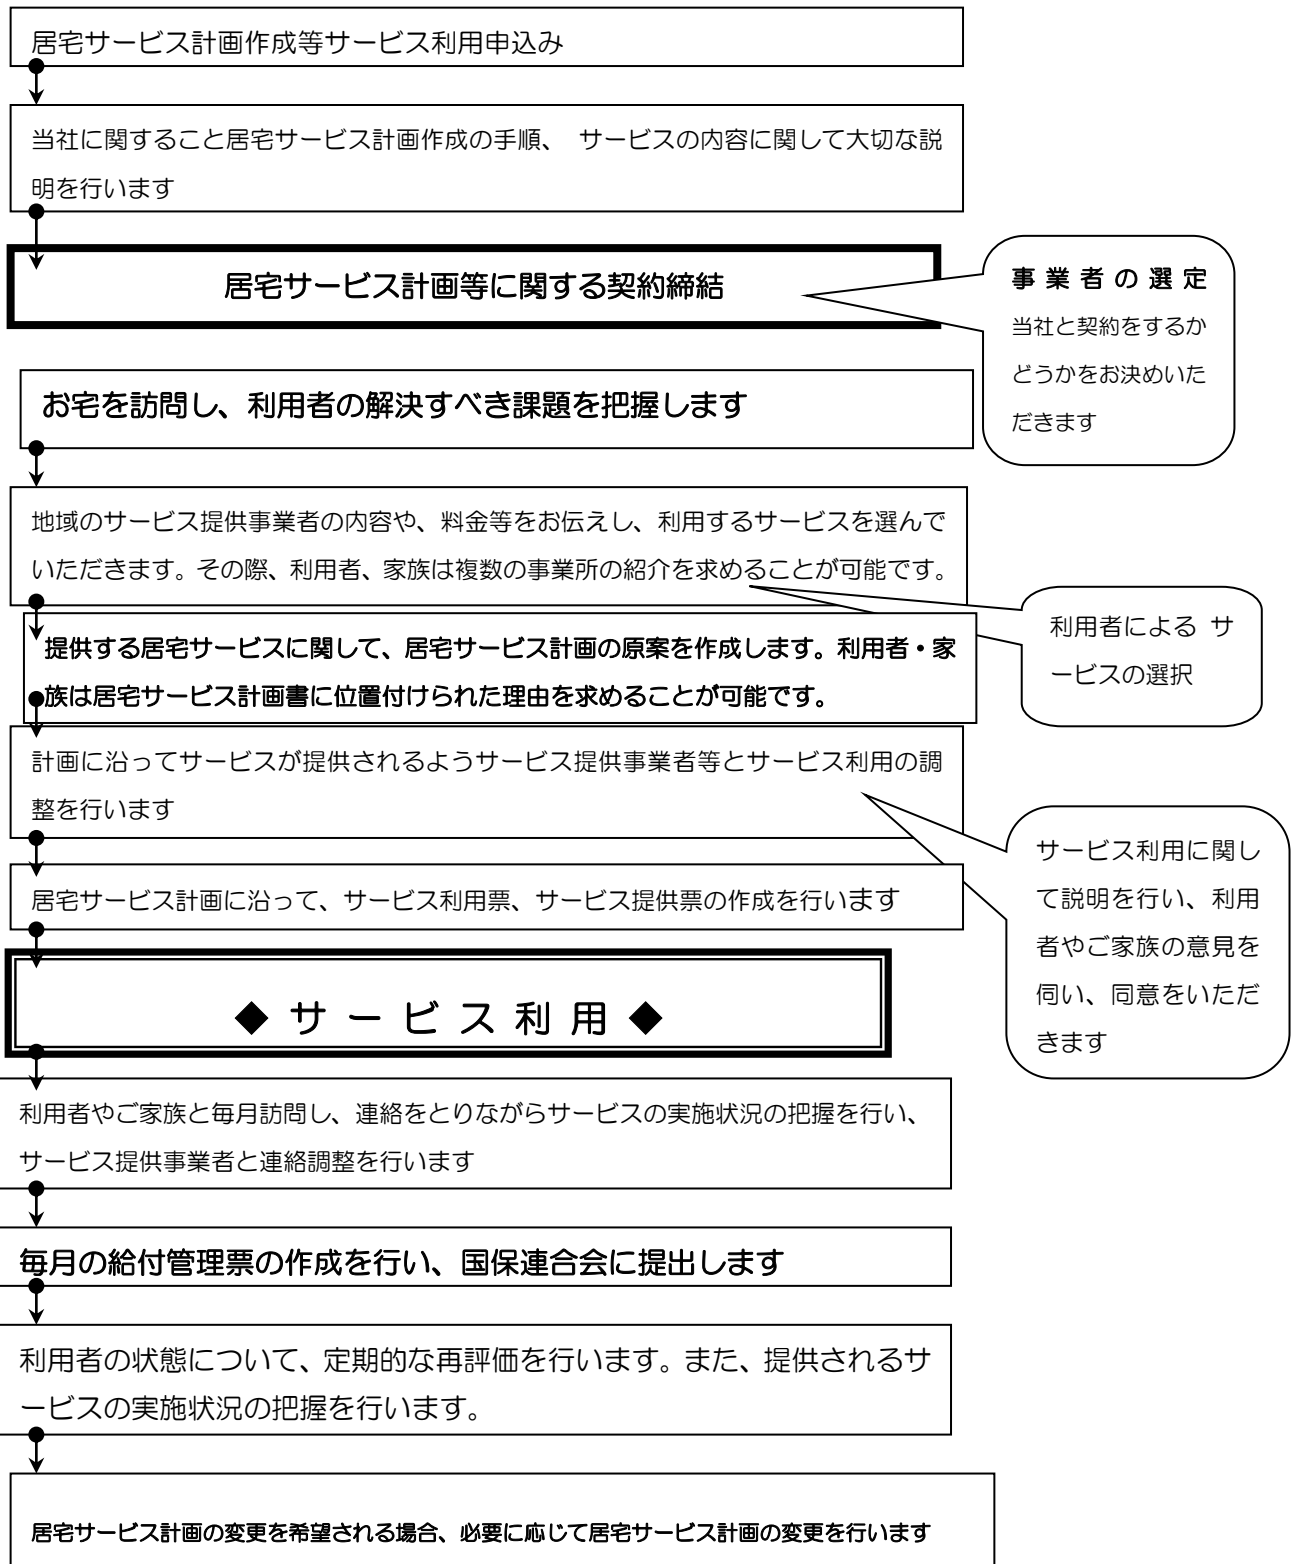 居宅サービス計画作成等サービス利用申込み
当社に関すること居宅サービス計画作成の手順、 サービスの内容に関して大切な説
明を行います
居宅サービス計画等に関する契約締結
事業者の選定
当社と契約をするか
どうかをお決めいた
だきます
お宅を訪問し、利用者の解決すべき課題を把握します
地域のサービス提供事業者の内容や、料金等をお伝えし、利用するサービスを選んで
いただきます。その際、利用者、家族は複数の事業所の紹介を求めることが可能です。
利用者による サ
ービスの選択
提供する居宅サービスに関して、居宅サービス計画の原案を作成します。利用者・家
族は居宅サービス計画書に位置付けられた理由を求めることが可能です。
計画に沿ってサービスが提供されるようサービス提供事業者等とサービス利用の調
整を行います
サービス利用に関し
て説明を行い、利用
者やご家族の意見を
伺い、同意をいただ
きます
居宅サービス計画に沿って、サービス利用票、サービス提供票の作成を行います
◆ サ ー ビ ス 利 用 ◆
利用者やご家族と毎月訪問し、連絡をとりながらサービスの実施状況の把握を行い、
サービス提供事業者と連絡調整を行います
毎月の給付管理票の作成を行い、国保連合会に提出します
利用者の状態について、定期的な再評価を行います。また、提供されるサ
ービスの実施状況の把握を行います。
居宅サービス計画の変更を希望される場合、必要に応じて居宅サービス計画の変更を行います